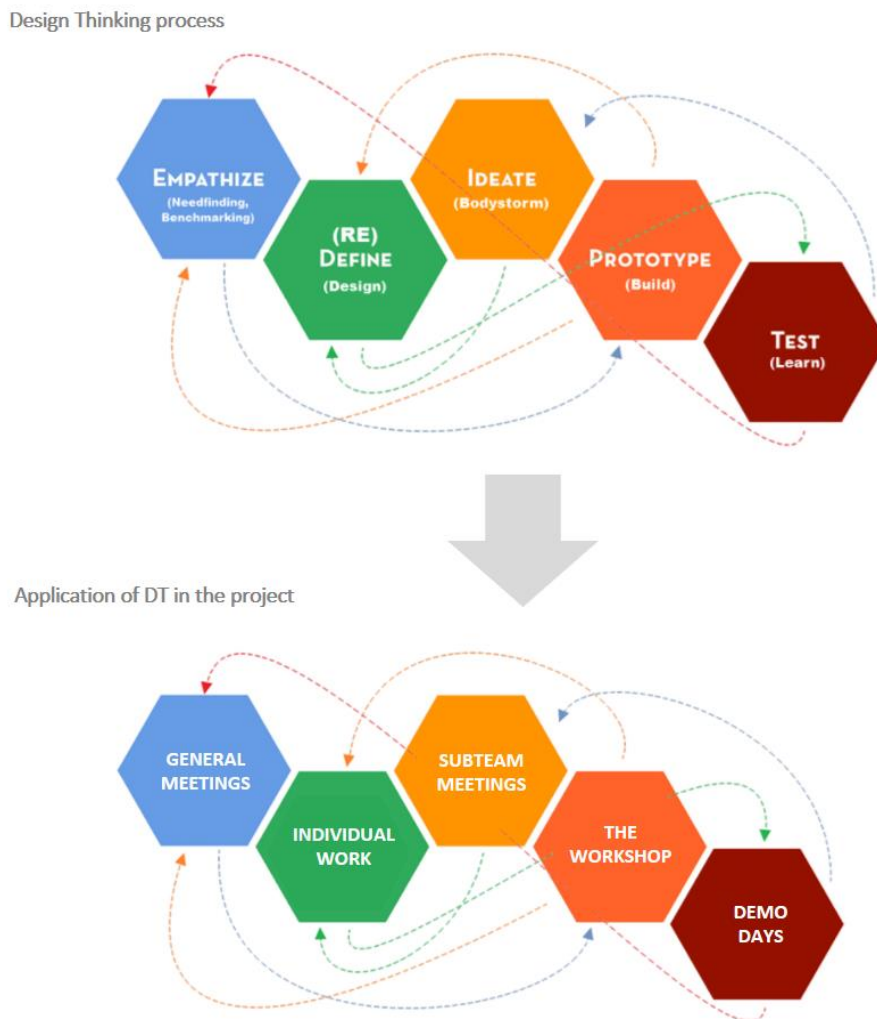 Design Thinking process
EMPATHIZE
(Needfinding,
Benchmarking)
(RE)
DEFINE
(Design)
IDEATE
(Bodystorm)
PROTOTYPE
(Build)
TEST
(Learn)
Application of DT in the project
GENERAL
MEETINGS
INDIVIDUAL
WORK
SUBTEAM
MEETINGS
THE
WORKSHOP
DEMO
DAYS